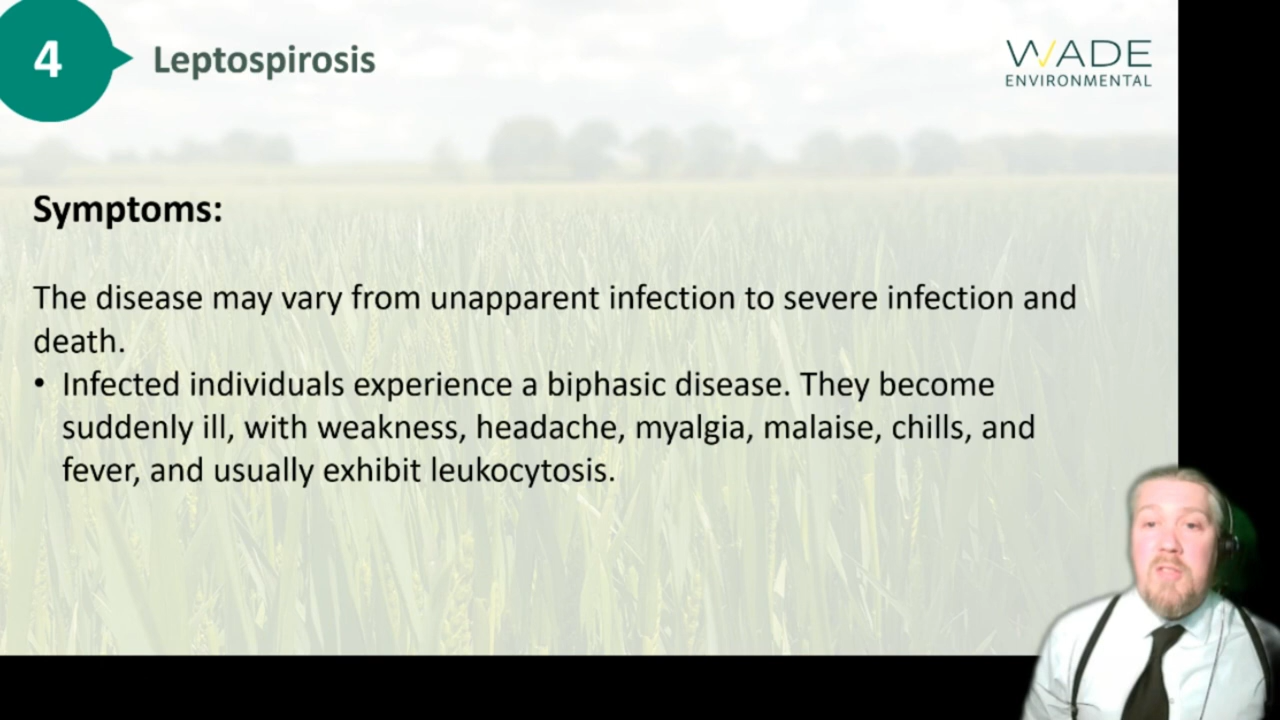 4
Leptospirosis
WADE
ENVIRONMENTAL
Symptoms:
The disease may vary from unapparent infection to severe infection and
death.
• Infected individuals experience a biphasic disease. They become
suddenly ill, with weakness, headache, myalgia, malaise, chills, and
fever, and usually exhibit leukocytosis.